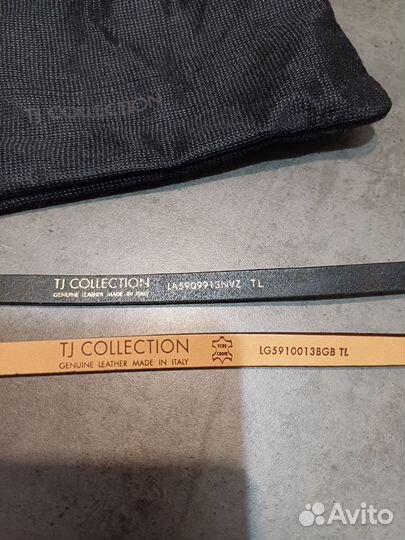 TJ COLLECTION
TJ COLLECTION LA5909913NVZ TL
GENUINE LEATHER MADE IN ITALY
TJ COLLECTION LG5910013BGB TL
GENUINE LEATHER MADE IN ITALY
Avito